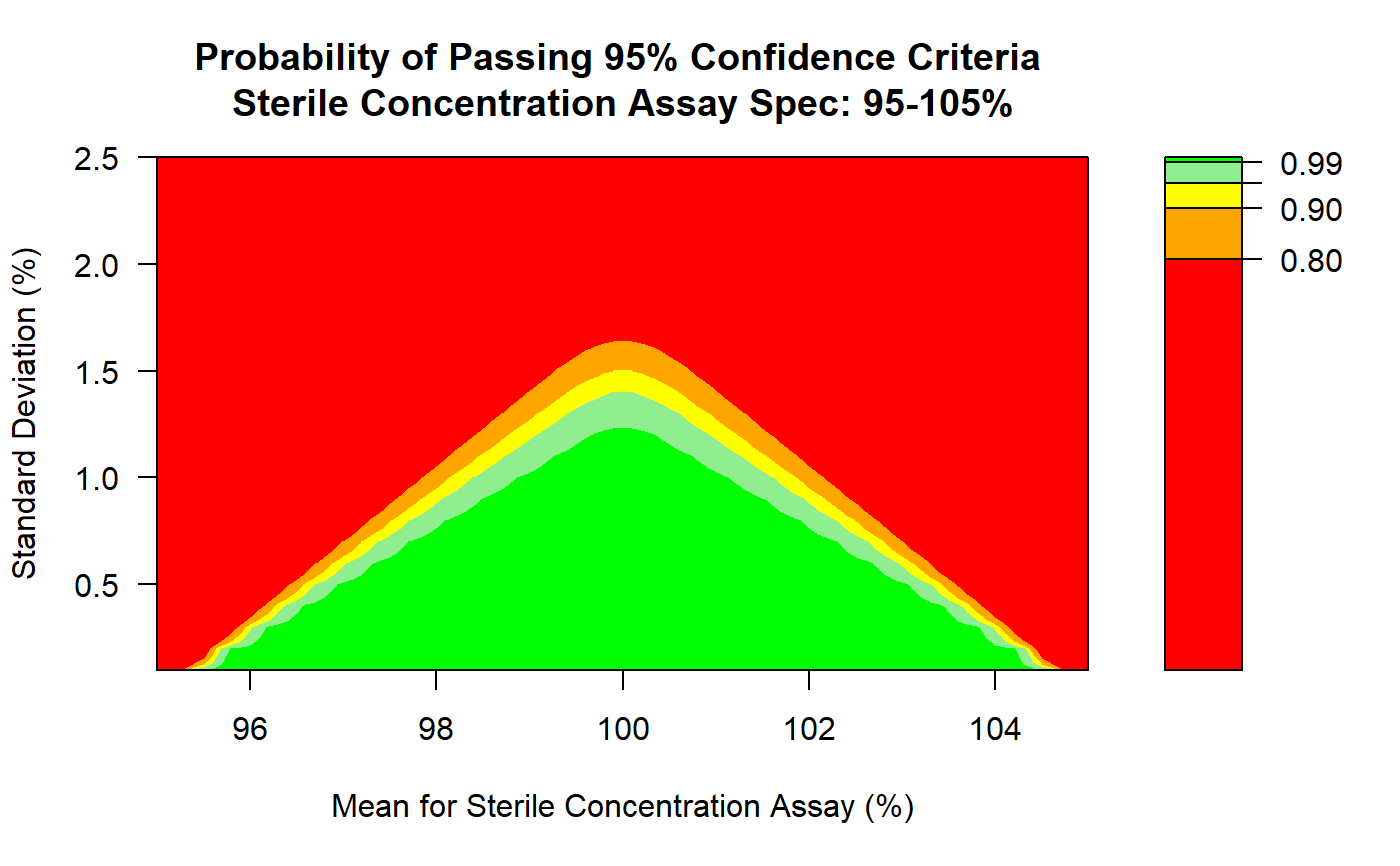 Probability of Passing 95% Confidence Criteria
Sterile Concentration Assay Spec: 95-105%
2.5
2.0
1.5
1.0
0.5
Standard Deviation (%)
96 98 100 102 104
Mean for Sterile Concentration Assay (%)
0.99
0.90
0.80